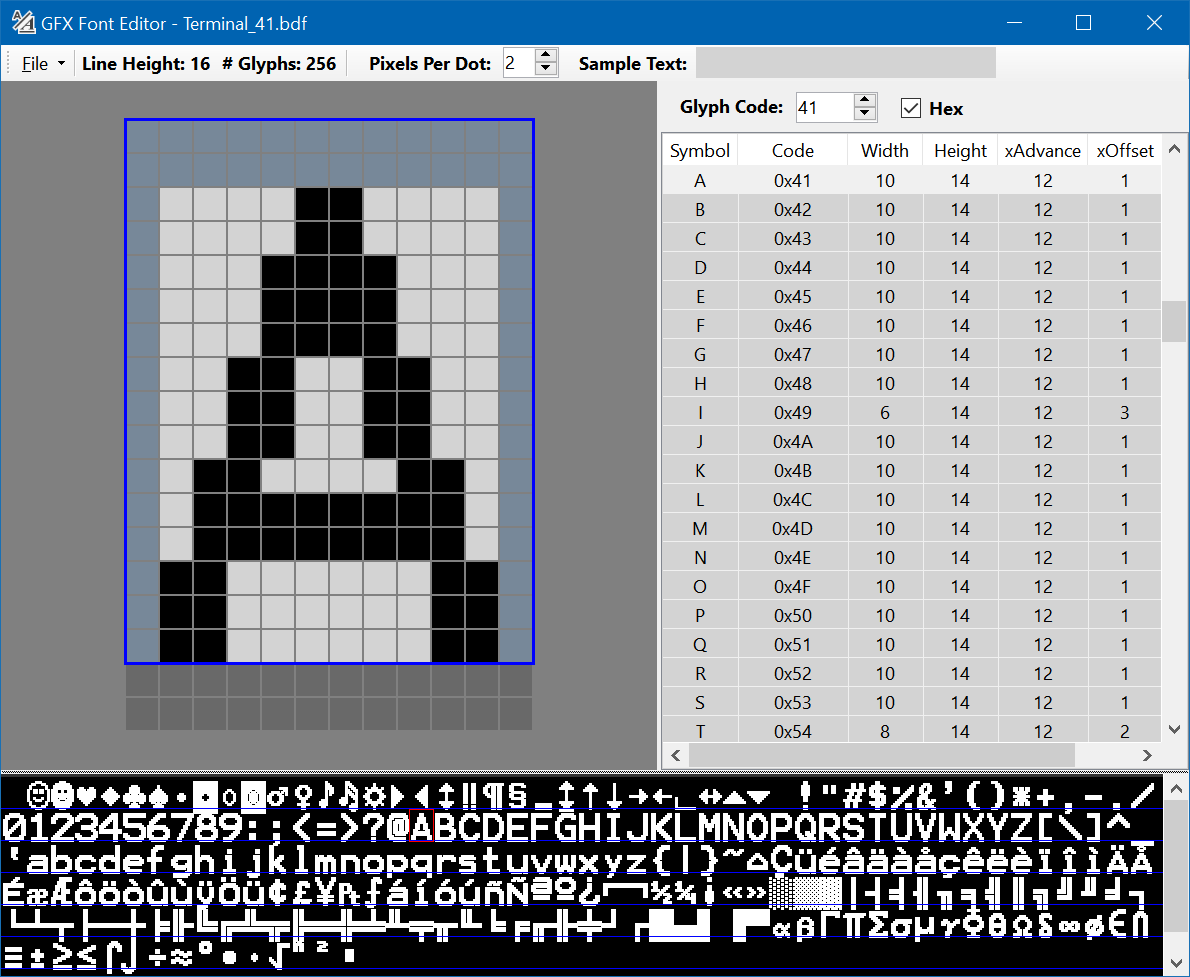 GFX Font Editor - Terminal_41.bdf
File Line Height: 16 # Glyphs: 256 Pixels Per Dot: 2 Sample Text:
Glyph Code: 41 Hex
Symbol Code Width Height xAdvance xOffset
A 0x41 10 14 12 1
B 0x42 10 14 12 1
C 0x43 10 14 12 1
D 0x44 10 14 12 1
E 0x45 10 14 12 1
F 0x46 10 14 12 1
G 0x47 10 14 12 1
H 0x48 10 14 12 1
I 0x49 6 14 12 3
J 0x4A 10 14 12 1
K 0x4B 10 14 12 1
L 0x4C 10 14 12 1
M 0x4D 10 14 12 1
N 0x4E 10 14 12 1
O 0x4F 10 14 12 1
P 0x50 10 14 12 1
Q 0x51 10 14 12 1
R 0x52 10 14 12 1
S 0x53 10 14 12 1
T 0x54 8 14 12 2
☺☻♥♦♣♠•◘○◙♂♀♪♫☼►◄↕‼¶§▬↨↑↓→←∟↔▲▼ !"#$%&'()*+,-./
0123456789:;<=>?@ABCDEFGHIJKLMNOPQRSTUVWXYZ[\]^
'abcdefghijklmnopqrstuvwxyz{|}~⌂ÇüéâäàåçêëèïîìÄÅ
ÉæÆôöòûùÿÖÜ¢£¥₧ƒáíóúñÑªº¿⌐¬½¼¡«»░▒▓│┤╡╢╖╕╣║╗╝╜╛┐
└┴┬├─┼╞╟╚╔╩╦╠═╬╧╨╤╥╙╘╒╓╫╪┘┌█▄▌▐▀αβΓπΣσµγΦθΩδ∞ø∈∩
≡±≥≤⌠⌡÷≈°•·√ⁿ²■